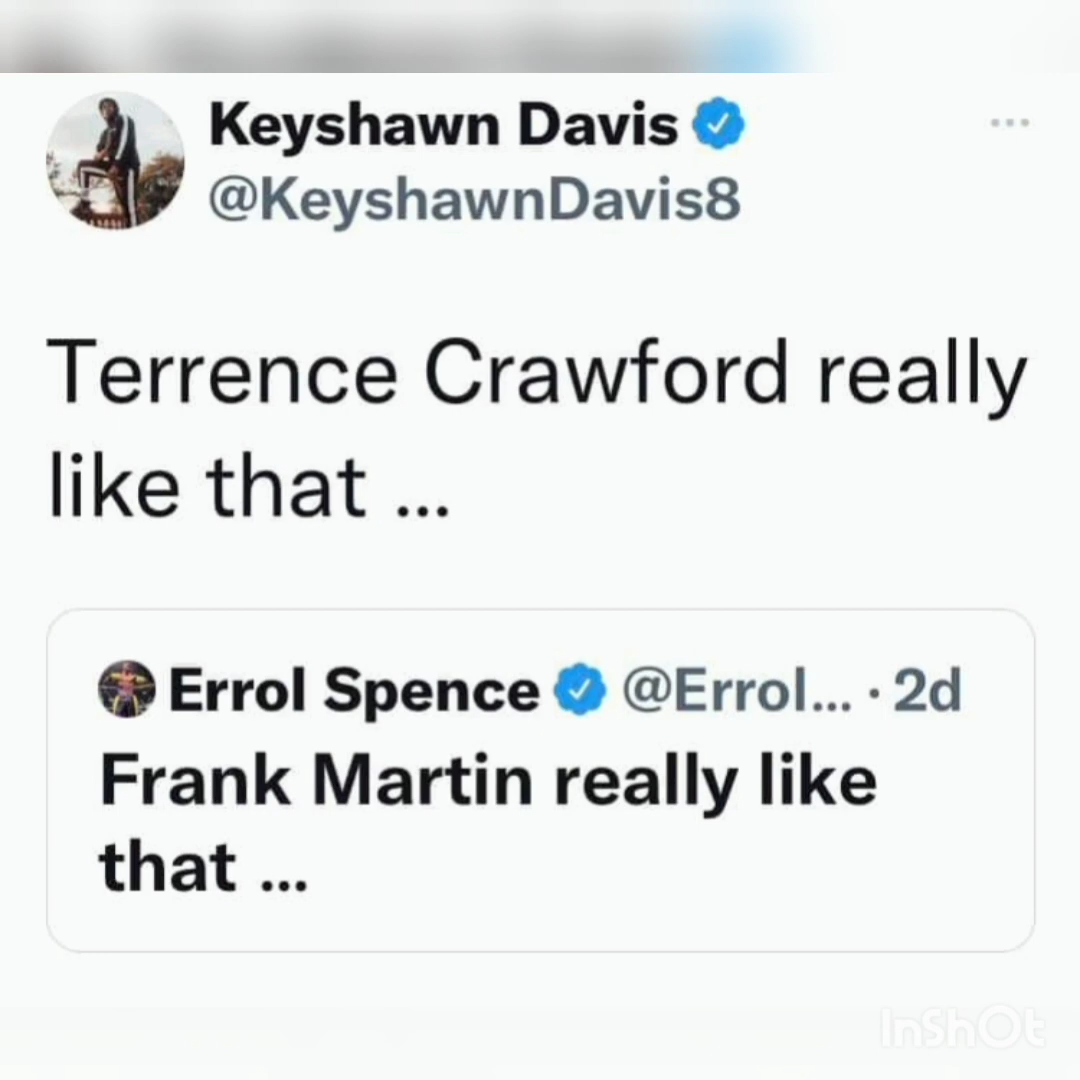 Keyshawn Davis
@KeyshawnDavis8
Terrence Crawford really
like that ...
Errol Spence @Errol... · 2d
Frank Martin really like
that ...
InShOt